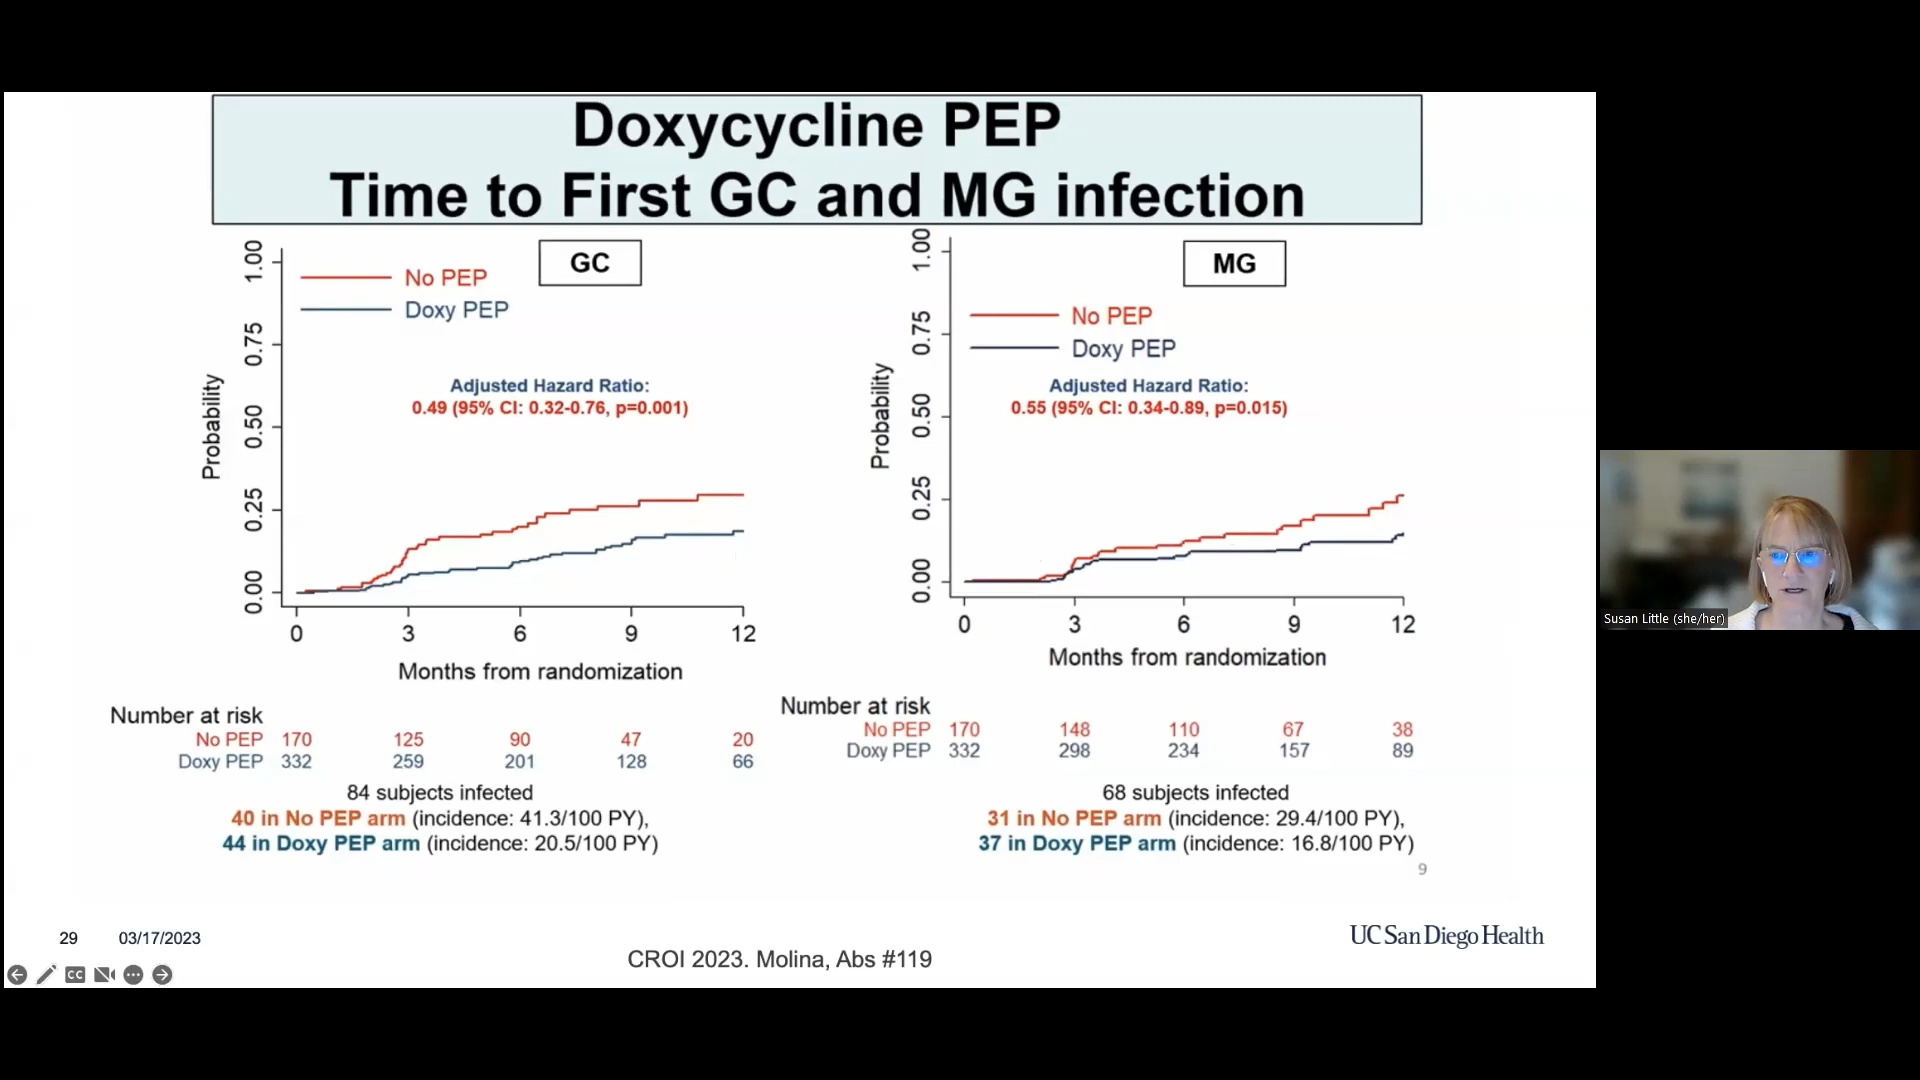 Doxycycline PEP
Time to First GC and MG infection
GC
No PEP
Doxy PEP
Adjusted Hazard Ratio:
0.49 (95% CI: 0.32-0.76, p=0.001)
Probability
1.00
0.75
0.50
0.25
0.00
0 3 6 9 12
Months from randomization
Number at risk
No PEP 170 125 90 47 20
Doxy PEP 332 259 201 128 66
84 subjects infected
40 in No PEP arm (incidence: 41.3/100 PY),
44 in Doxy PEP arm (incidence: 20.5/100 PY)
MG
No PEP
Doxy PEP
Adjusted Hazard Ratio:
0.55 (95% CI: 0.34-0.89, p=0.015)
Probability
1.00
0.75
0.50
0.25
0.00
0 3 6 9 12
Months from randomization
Number at risk
No PEP 170 148 110 67 38
Doxy PEP 332 298 234 157 89
68 subjects infected
31 in No PEP arm (incidence: 29.4/100 PY),
37 in Doxy PEP arm (incidence: 16.8/100 PY)
9
29 03/17/2023
CROI 2023. Molina, Abs #119
UC San Diego Health
CC
Susan Little (she/her)